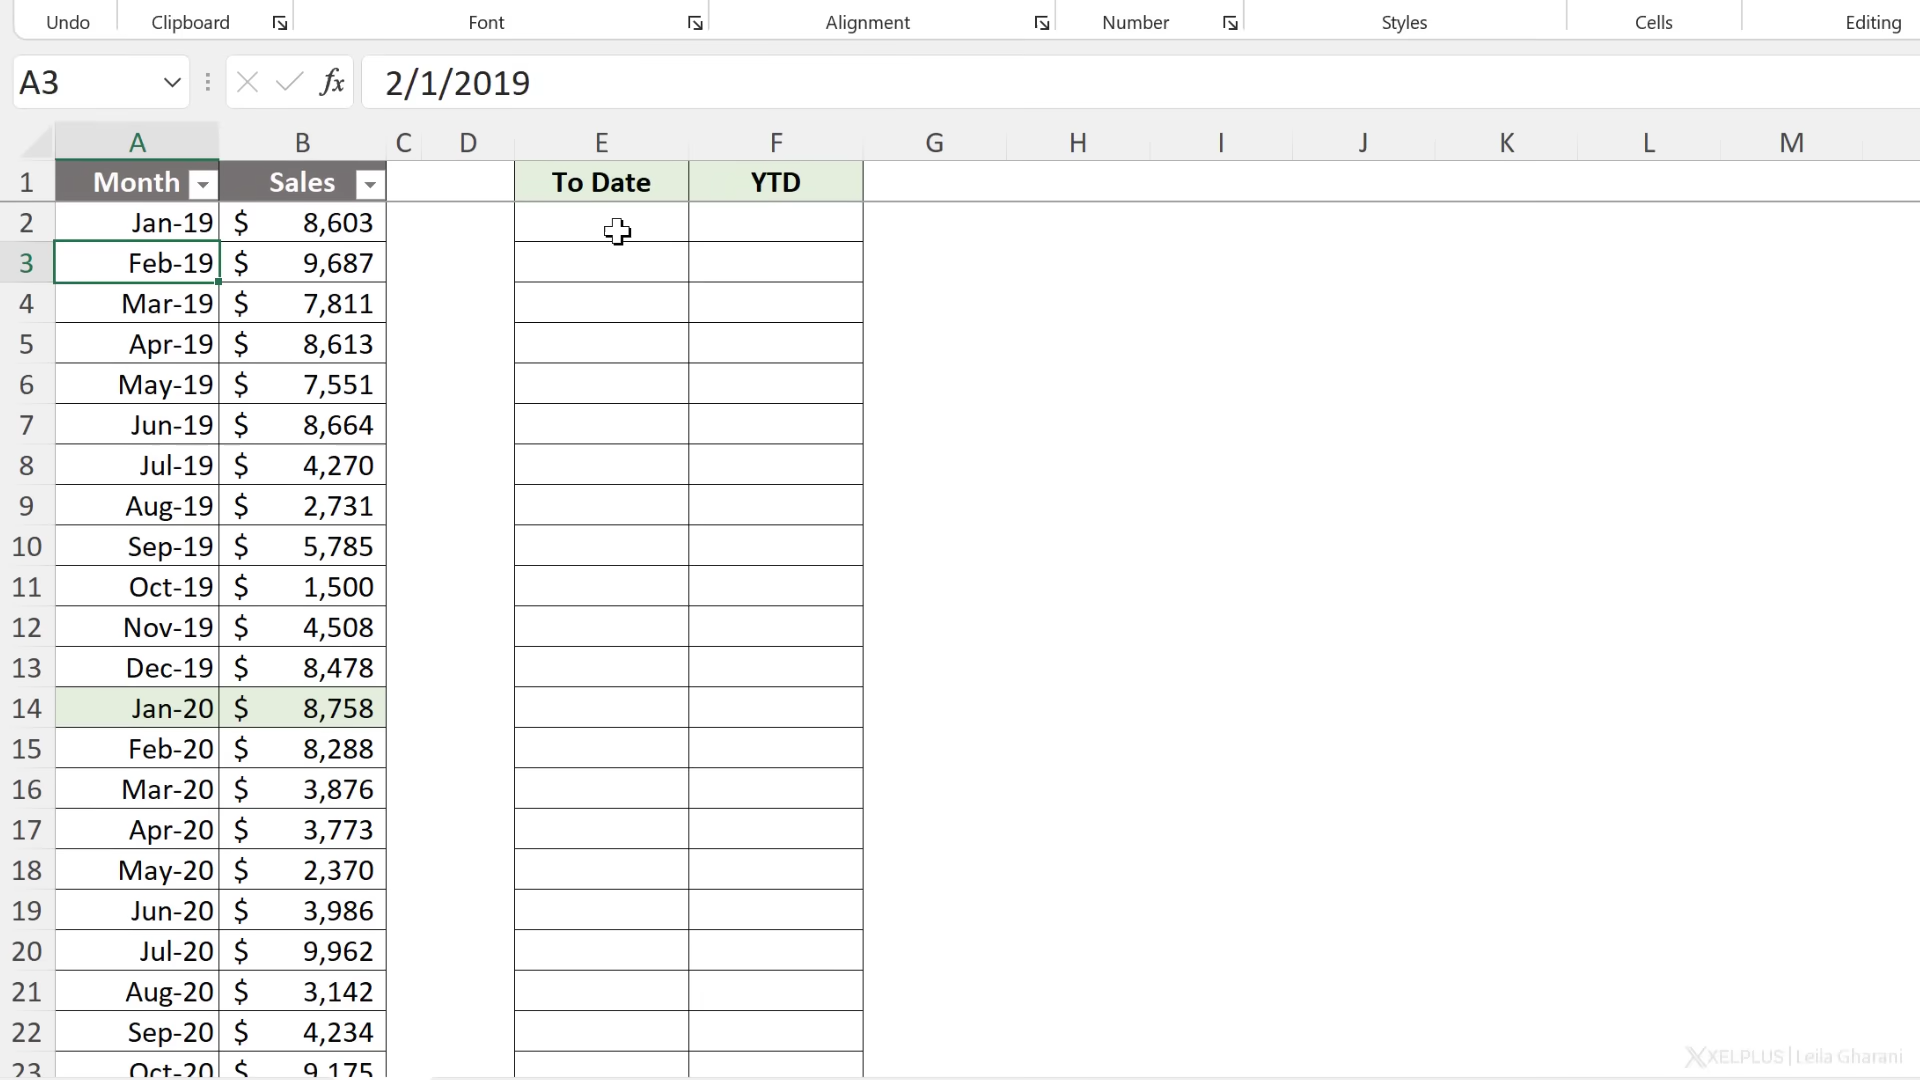 Undo Clipboard Font Alignment Number Styles Cells Editing
A3 fx 2/1/2019
A B C D E F G H I J K L M
1 Month Sales To Date YTD
2 Jan-19 $ 8,603
3 Feb-19 $ 9,687
4 Mar-19 $ 7,811
5 Apr-19 $ 8,613
6 May-19 $ 7,551
7 Jun-19 $ 8,664
8 Jul-19 $ 4,270
9 Aug-19 $ 2,731
10 Sep-19 $ 5,785
11 Oct-19 $ 1,500
12 Nov-19 $ 4,508
13 Dec-19 $ 8,478
14 Jan-20 $ 8,758
15 Feb-20 $ 8,288
16 Mar-20 $ 3,876
17 Apr-20 $ 3,773
18 May-20 $ 2,370
19 Jun-20 $ 3,986
20 Jul-20 $ 9,962
21 Aug-20 $ 3,142
22 Sep-20 $ 4,234
23 Oct-20 $ 9,175
XELPLUS | Leila Gharani